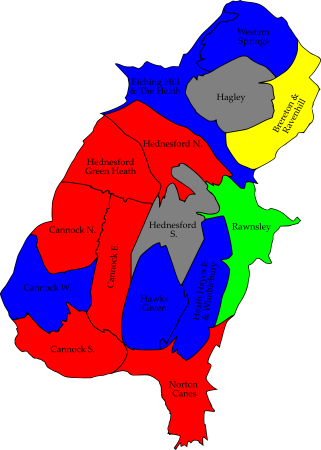 Western
Springs
Etching Hill
& The Heath
Hagley
Brereton &
Ravenhill
Hednesford N.
Hednesford
Green Heath
Cannock N.
Hednesford
S.
Rawnsley
Cannock E.
Cannock W.
Hawks
Green
Heath Hayes E.
& Wimblebury
Cannock S.
Norton
Canes